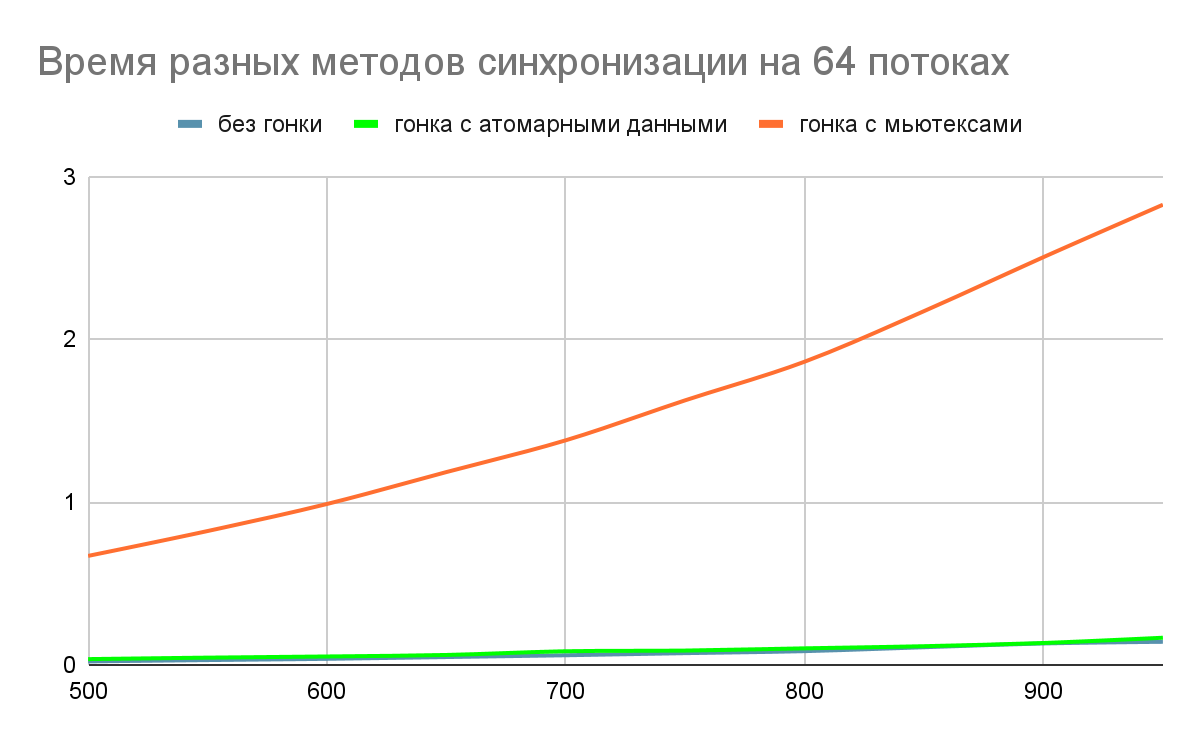 Время разных методов синхронизации на 64 потоках
без гонки гонка с атомарными данными гонка с мьютексами
3
2
1
0
500 600 700 800 900